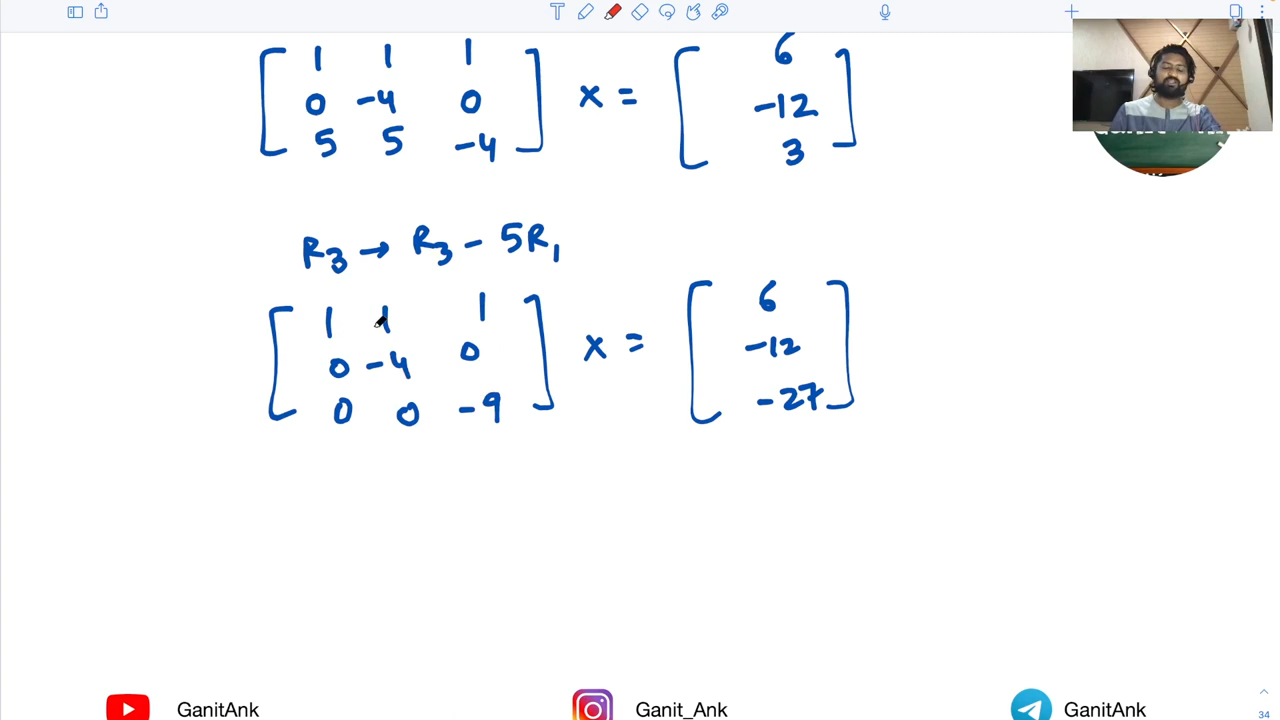 1 1 1 6
0 -4 0 x = -12
5 5 -4 3
R3 → R3 - 5R1
1 1 1 6
0 -4 0 x = -12
0 0 -9 -27
34
GanitAnk Ganit_Ank GanitAnk